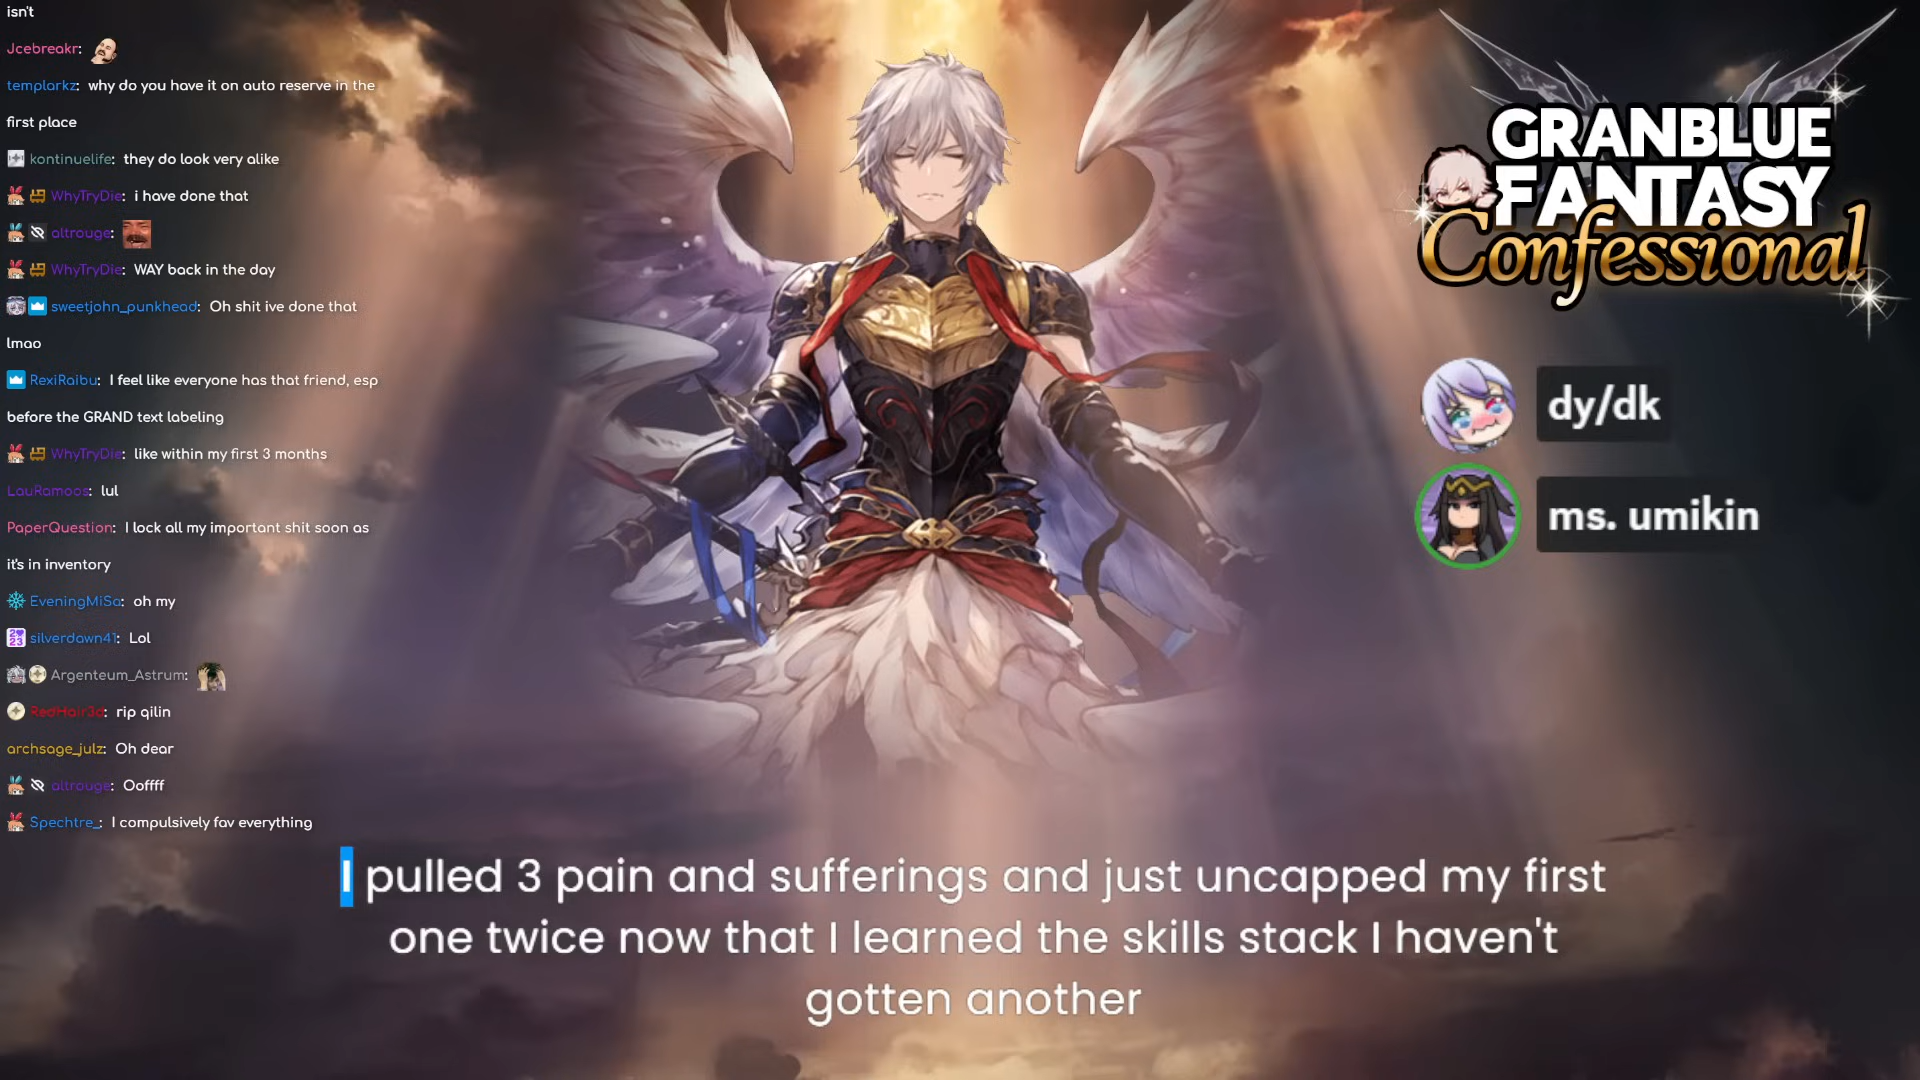 isn't
Jcebreakr:
templarkz: why do you have it on auto reserve in the
first place
kontinuelife: they do look very alike
WhyTryDie: i have done that
altrouge:
WhyTryDie: WAY back in the day
sweetjohn_punkhead: Oh shit ive done that
lmao
RexiRaibu: I feel like everyone has that friend, esp
before the GRAND text labeling
WhyTryDie: like within my first 3 months
LauRamoos: lul
PaperQuestion: I lock all my important shit soon as
it's in inventory
EveningMiSa: oh my
silverdawn41: Lol
Argenteum_Astrum:
RedHair3d: rip qilin
archsage_julz: Oh dear
altrouge: Ooffff
Spechtre_: I compulsively fav everything
GRANBLUE
FANTASY
Confessional
dy/dk
ms. umikin
I pulled 3 pain and sufferings and just uncapped my first
one twice now that I learned the skills stack I haven't
gotten another